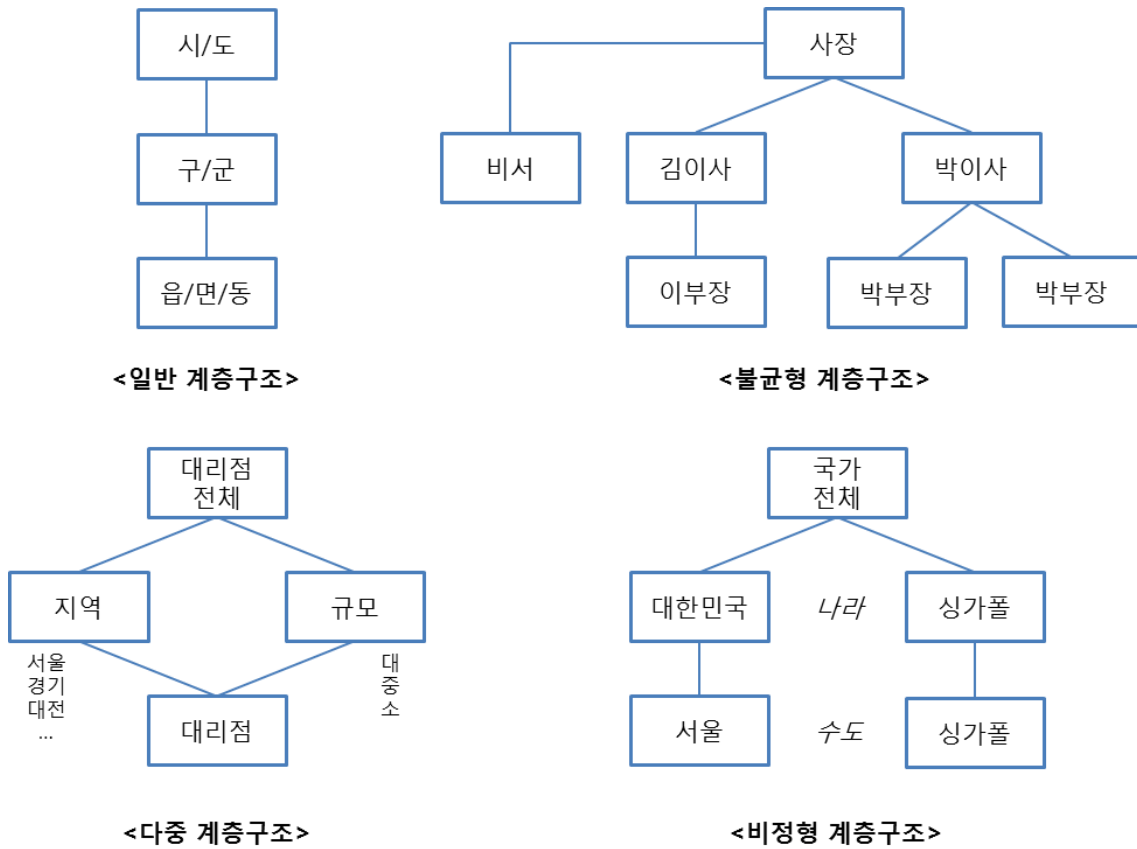 시/도
구/군
읍/면/동
<일반 계층구조>
사장
비서
김이사
박이사
이부장
박부장
박부장
<불균형 계층구조>
대리점
전체
지역
규모
서울
경기
대전
...
대
중
소
대리점
<다중 계층구조>
국가
전체
대한민국
나라
싱가폴
서울
수도
싱가폴
<비정형 계층구조>